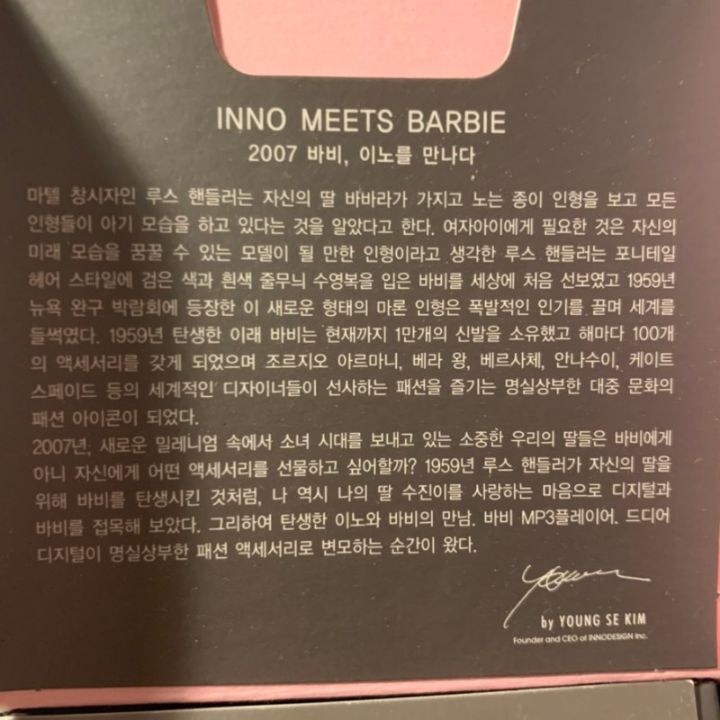 INNO MEETS BARBIE
2007 바비, 이노를 만나다
마텔 창시자인 루스 핸들러는 자신의 딸 바바라가 가지고 노는 종이 인형을 보고 모든
인형들이 아기 모습을 하고 있다는 것을 알았다고 한다. 여자아이에게 필요한 것은 자신의
미래 모습을 꿈꿀 수 있는 모델이 될 만한 인형이라고 생각한 루스 핸들러는 포니테일
헤어 스타일에 검은 색과 흰색 줄무늬 수영복을 입은 바비를 세상에 처음 선보였고 1959년
뉴욕 완구 박람회에 등장한 이 새로운 형태의 마론 인형은 폭발적인 인기를 끌며 세계를
들썩였다. 1959년 탄생한 이래 바비는 현재까지 1만개의 신발을 소유했고 해마다 100개
의 액세서리를 갖게 되었으며 조르지오 아르마니, 베라 왕, 베르사체, 안나수이, 케이트
스페이드 등의 세계적인 디자이너들이 선사하는 패션을 즐기는 명실상부한 대중 문화의
패션 아이콘이 되었다.
2007년, 새로운 밀레니엄 속에서 소녀 시대를 보내고 있는 소중한 우리의 딸들은 바비에게
아니 자신에게 어떤 액세서리를 선물하고 싶어할까? 1959년 루스 핸들러가 자신의 딸을
위해 바비를 탄생시킨 것처럼, 나 역시 나의 딸 수진이를 사랑하는 마음으로 디지털과
바비를 접목해 보았다. 그리하여 탄생한 이노와 바비의 만남. 바비 MP3플레이어. 드디어
디지털이 명실상부한 패션 액세서리로 변모하는 순간이 왔다.
by YOUNG SE KIM
Founder and CEO of INNODESIGN Inc.